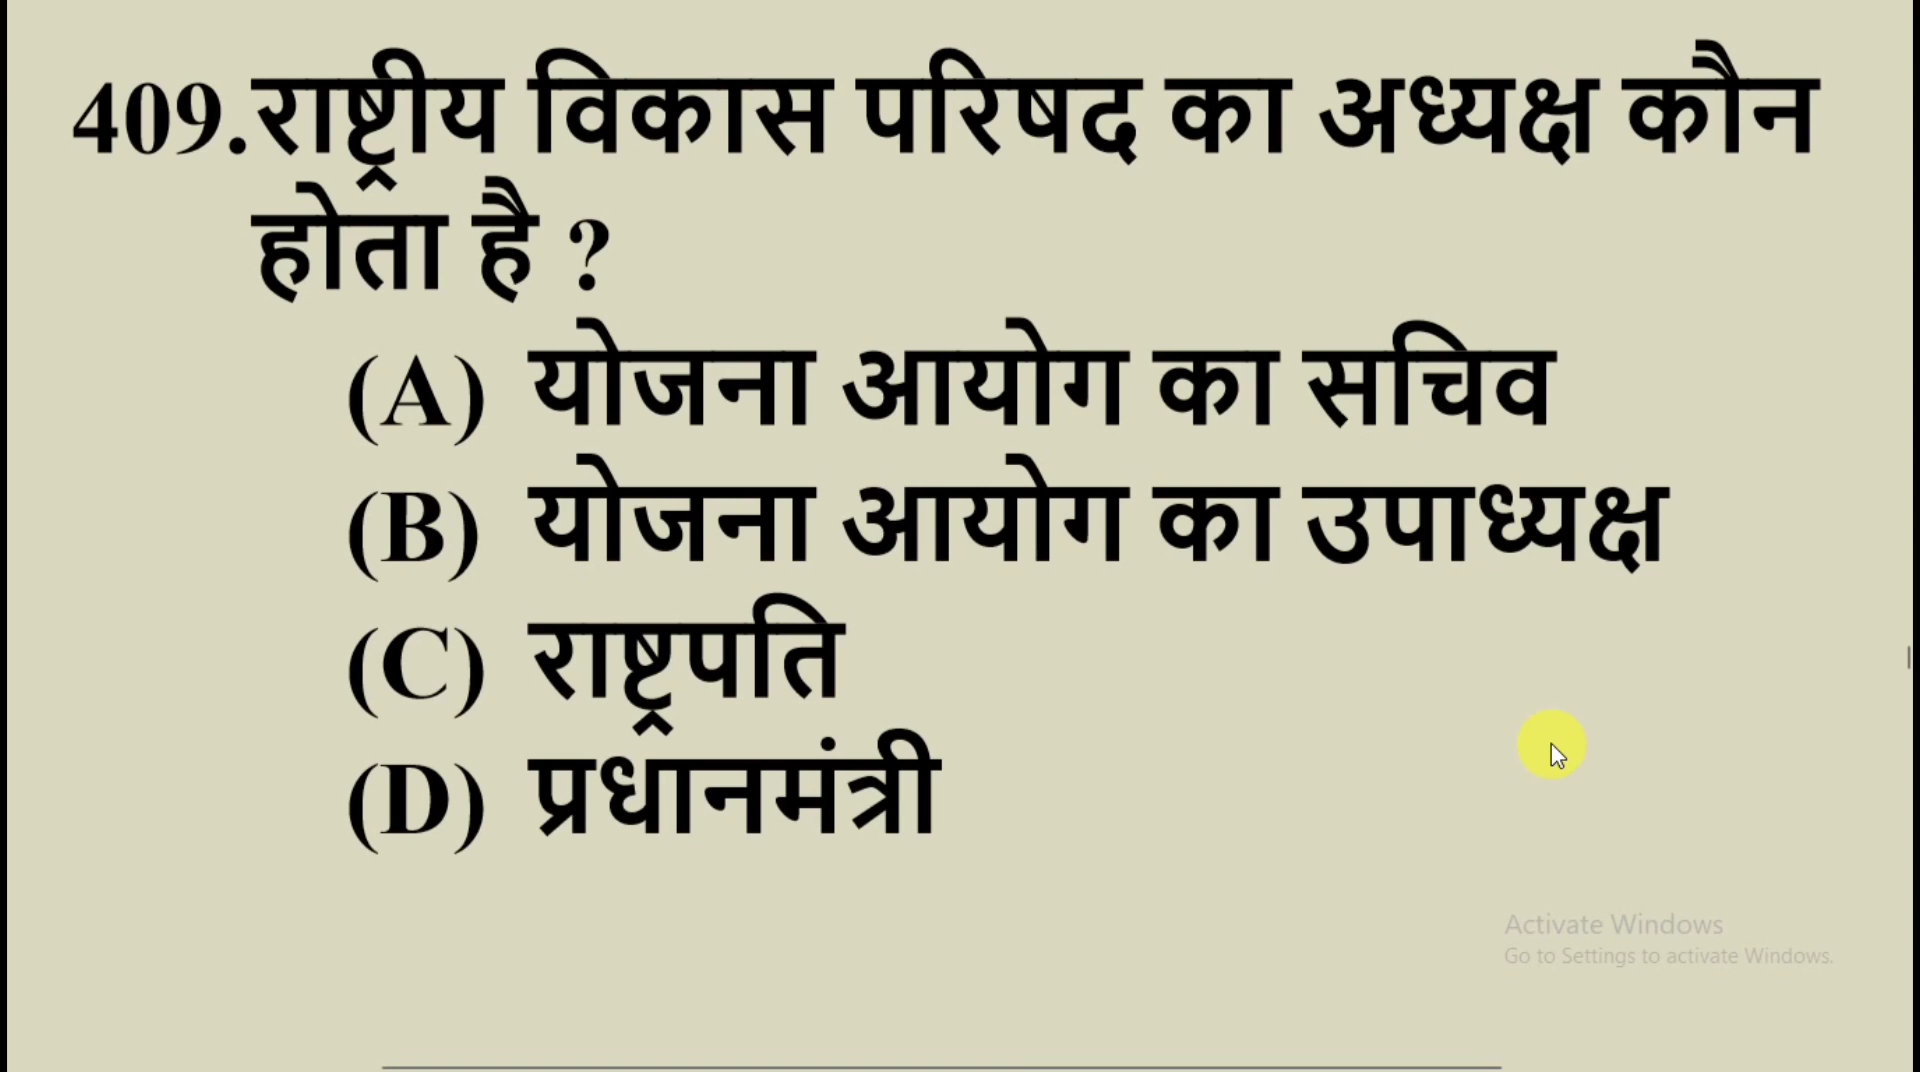 409.राष्ट्रीय विकास परिषद का अध्यक्ष कौन
होता है ?
(A) योजना आयोग का सचिव
(B) योजना आयोग का उपाध्यक्ष
(C) राष्ट्रपति
(D) प्रधानमंत्री
Activate Windows
Go to Settings to activate Windows.